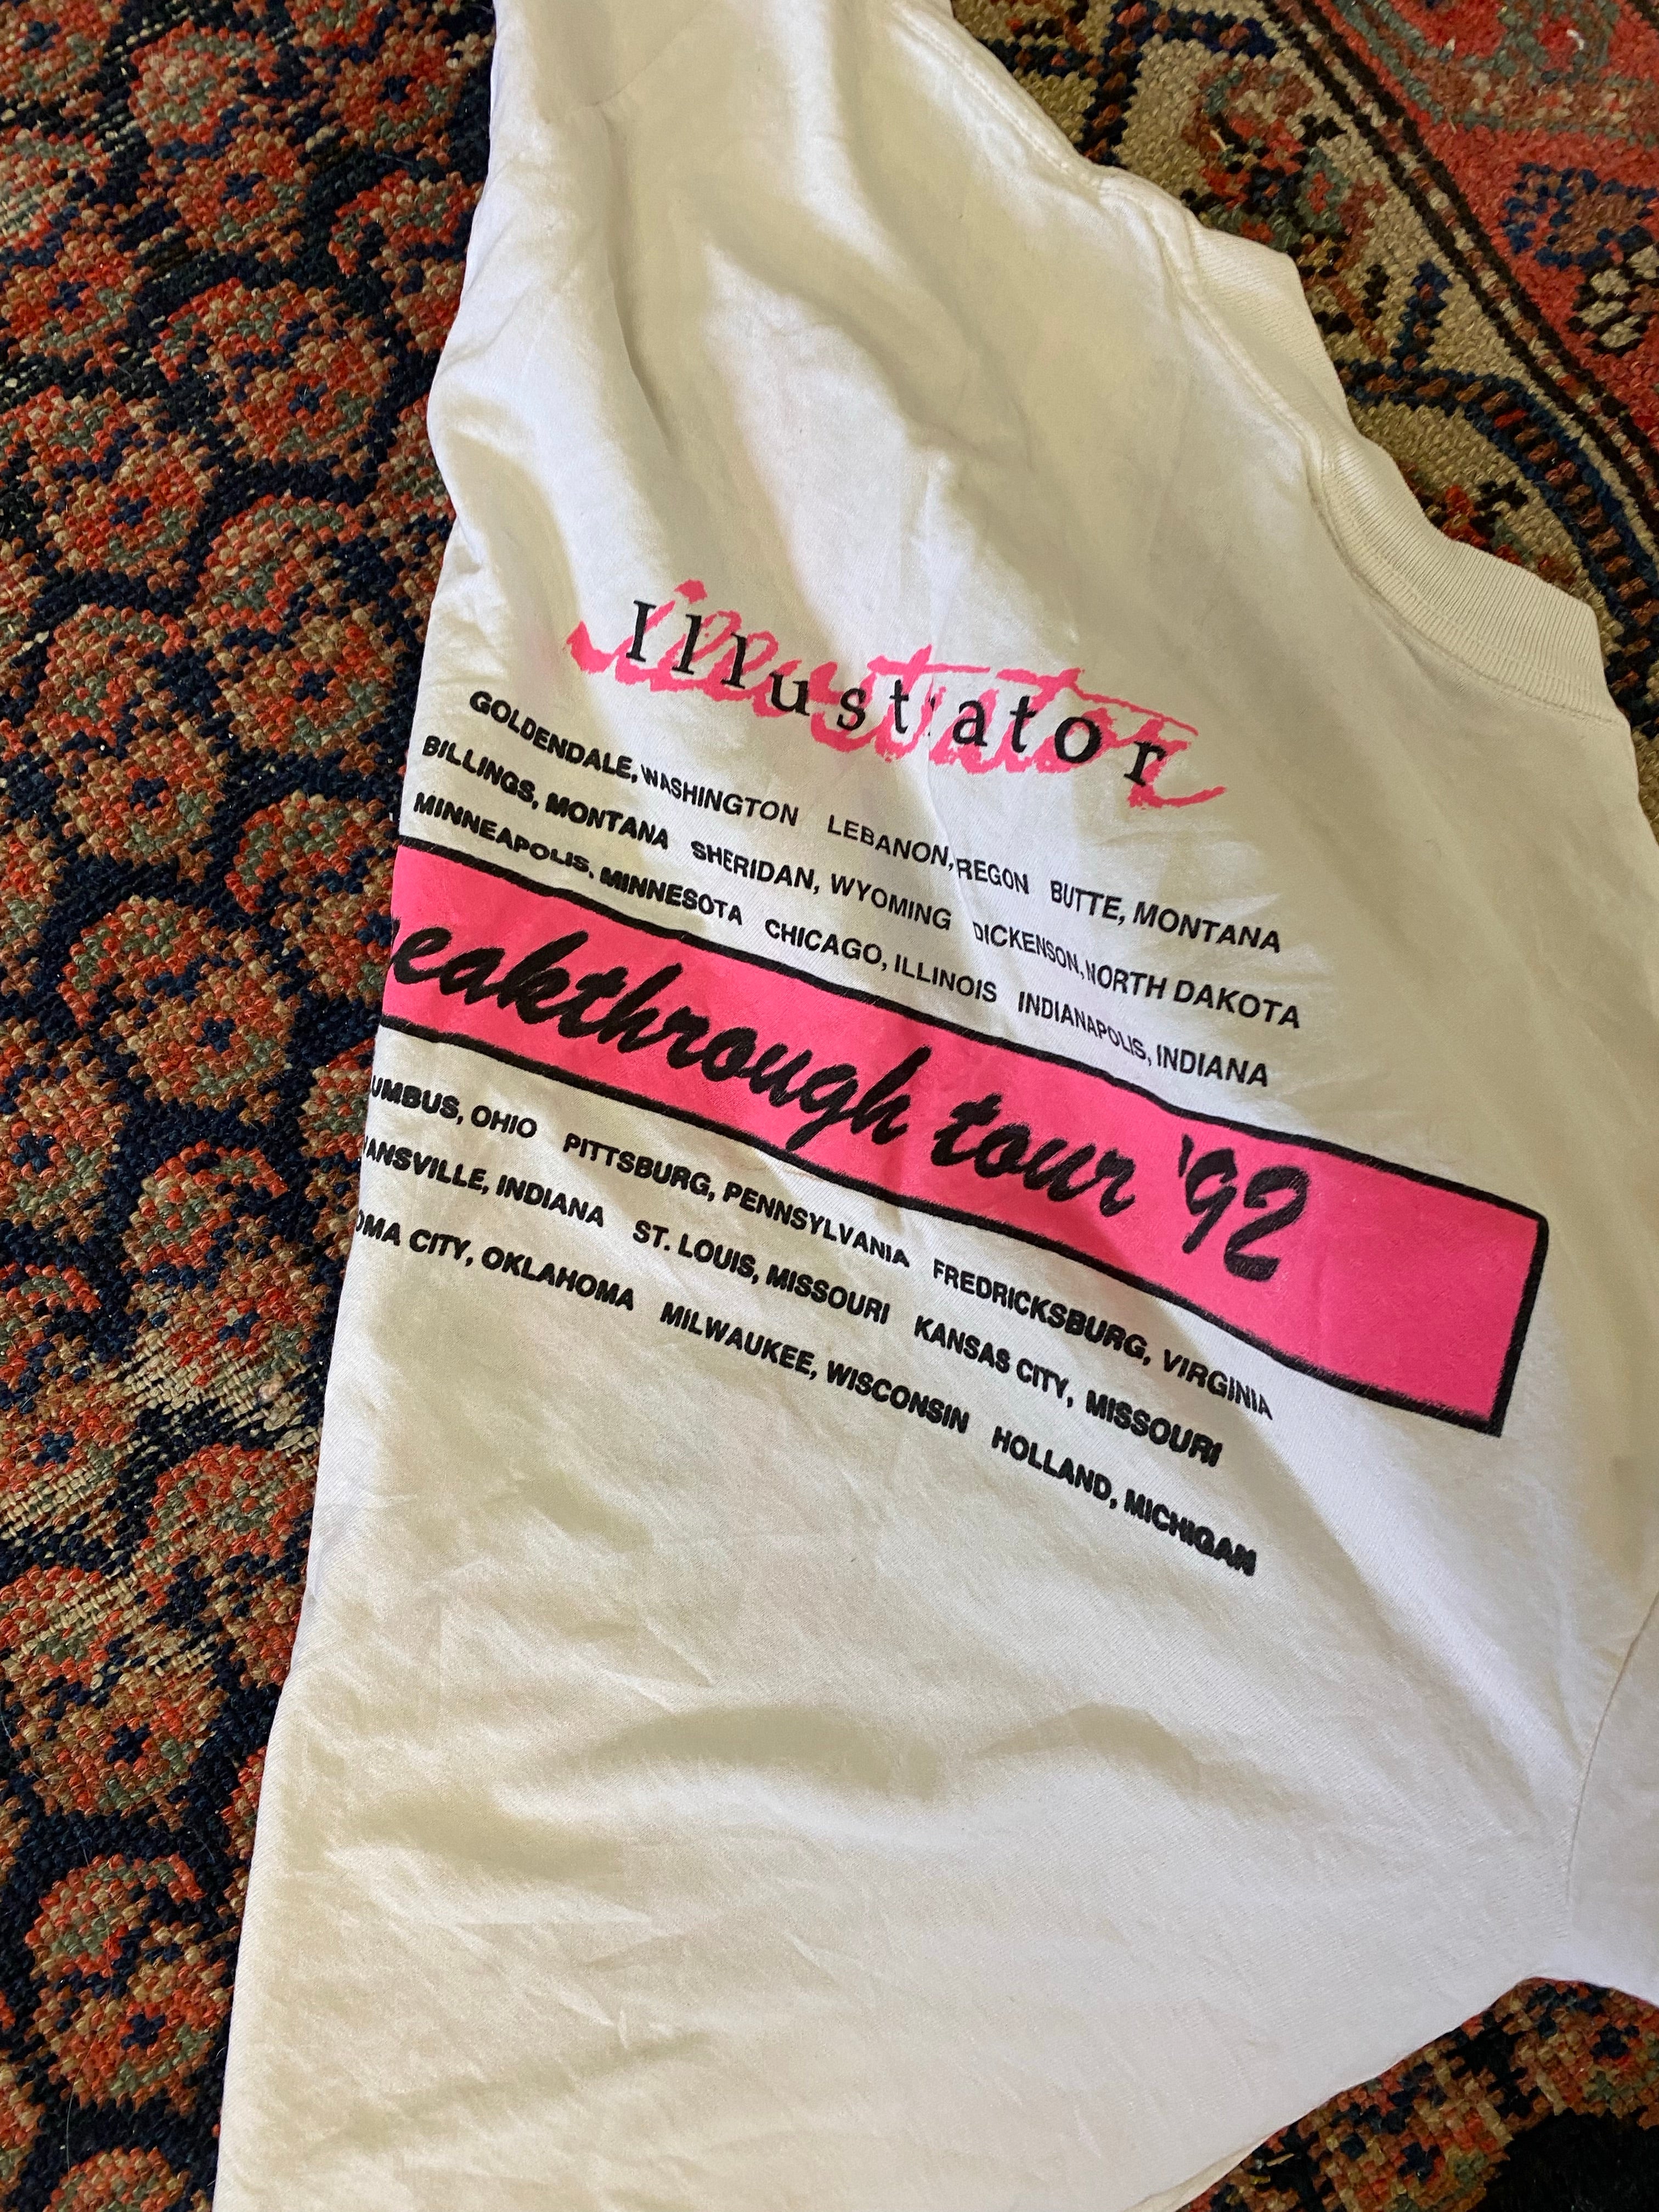 Illustrator
GOLDENDALE, WASHINGTON LEBANON, REGON BUTTE, MONTANA
BILLINGS, MONTANA SHERIDAN, WYOMING DICKENSON, NORTH DAKOTA
MINNEAPOLIS, MINNESOTA CHICAGO, ILLINOIS INDIANAPOLIS, INDIANA
eakthrough tour '92
UMBUS, OHIO PITTSBURG, PENNSYLVANIA FREDRICKSBURG, VIRGINIA
ANSVILLE, INDIANA ST. LOUIS, MISSOURI KANSAS CITY, MISSOURI
OMA CITY, OKLAHOMA MILWAUKEE, WISCONSIN HOLLAND, MICHIGAN